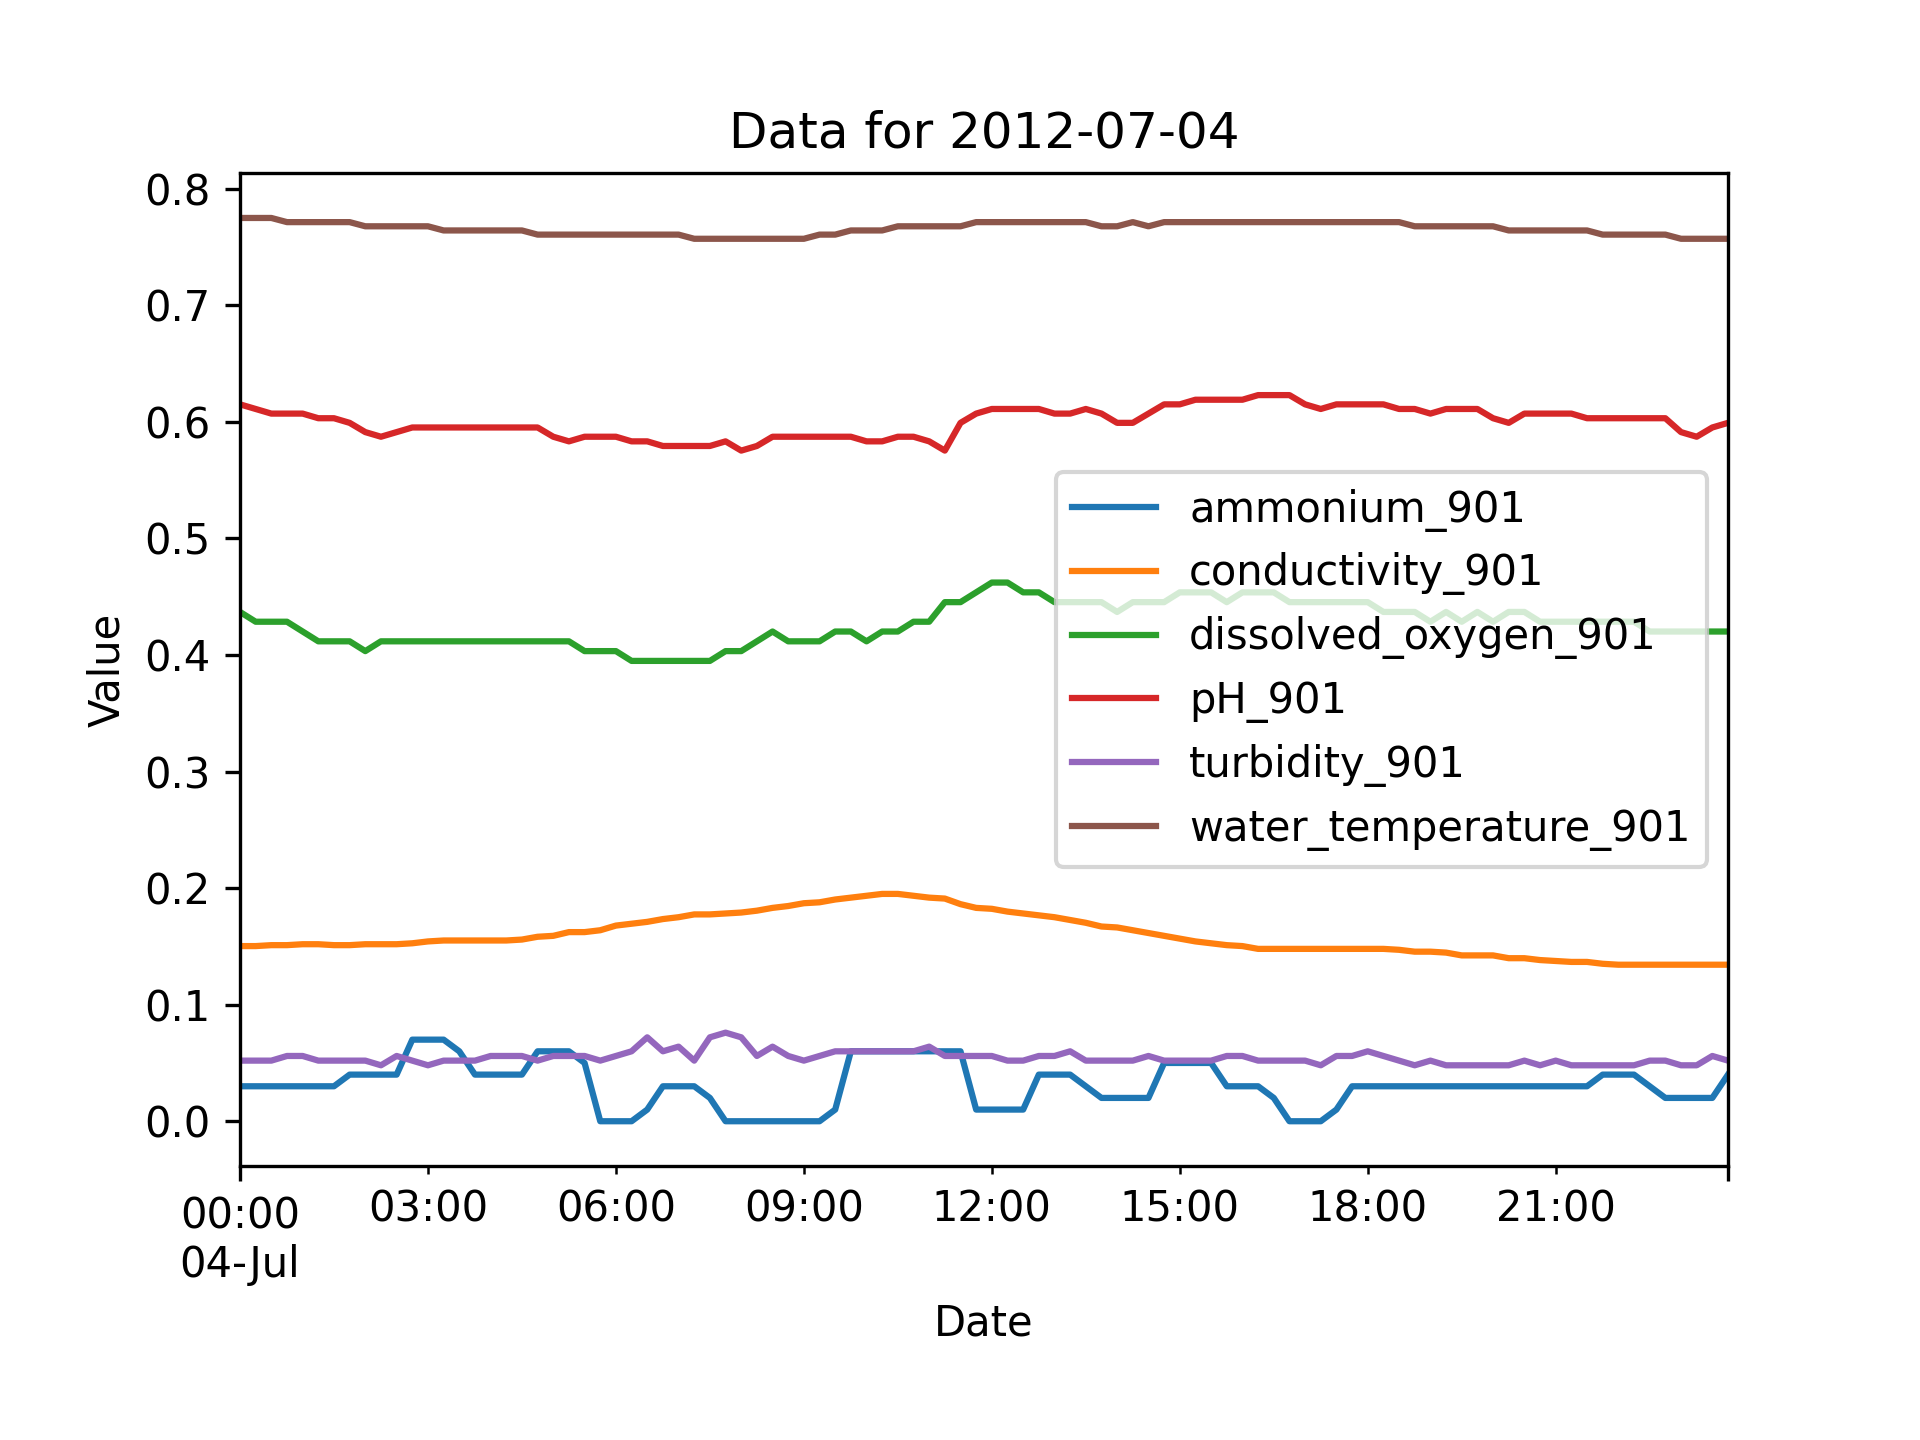 Data for 2012-07-04
Value
0.8
0.7
0.6
0.5
0.4
0.3
0.2
0.1
0.0
ammonium_901
conductivity_901
dissolved_oxygen_901
pH_901
turbidity_901
water_temperature_901
00:00 03:00 06:00 09:00 12:00 15:00 18:00 21:00
04-Jul
Date